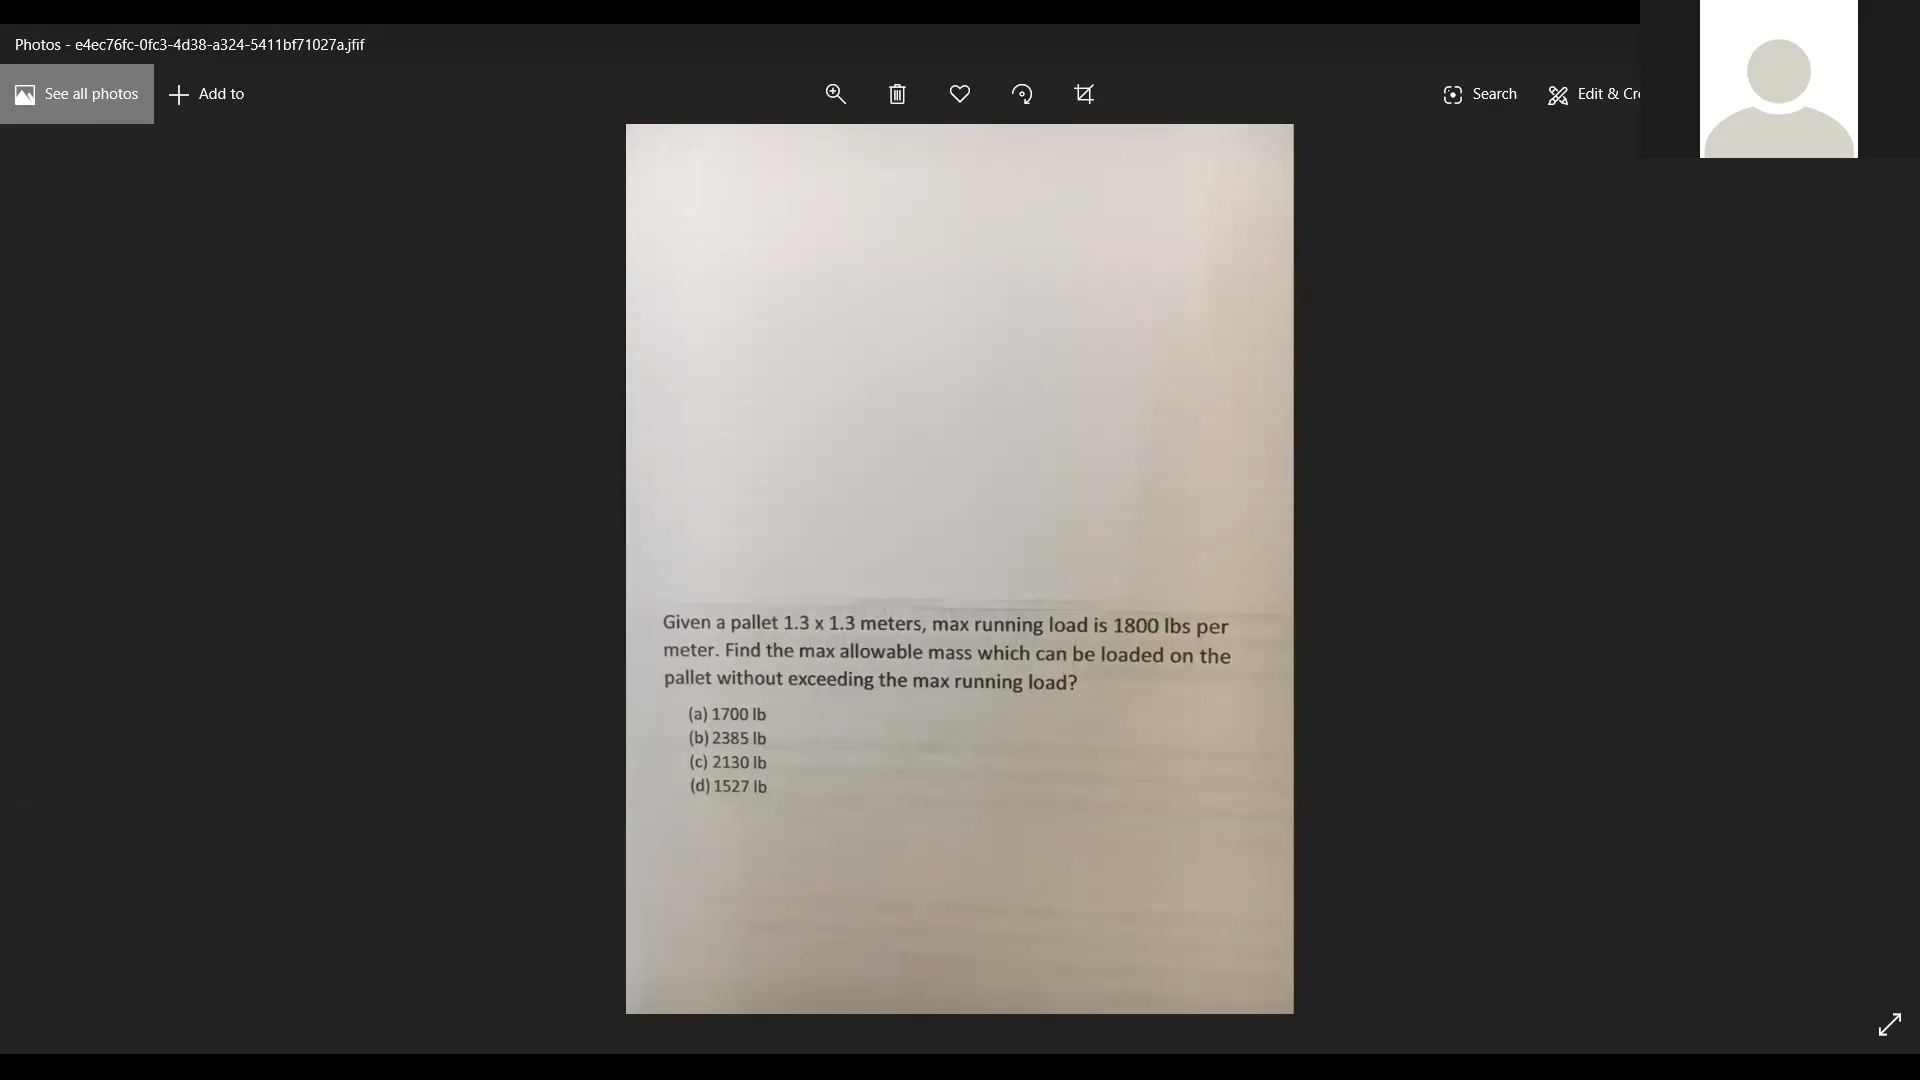 Photos - e4ec76fc-0fc3-4d38-a324-5411bf71027a.jfif
See all photos
Add to
Search
Edit & Cre
Given a pallet 1.3 x 1.3 meters, max running load is 1800 lbs per
meter. Find the max allowable mass which can be loaded on the
pallet without exceeding the max running load?
(a) 1700 lb
(b) 2385 lb
(c) 2130 lb
(d) 1527 lb